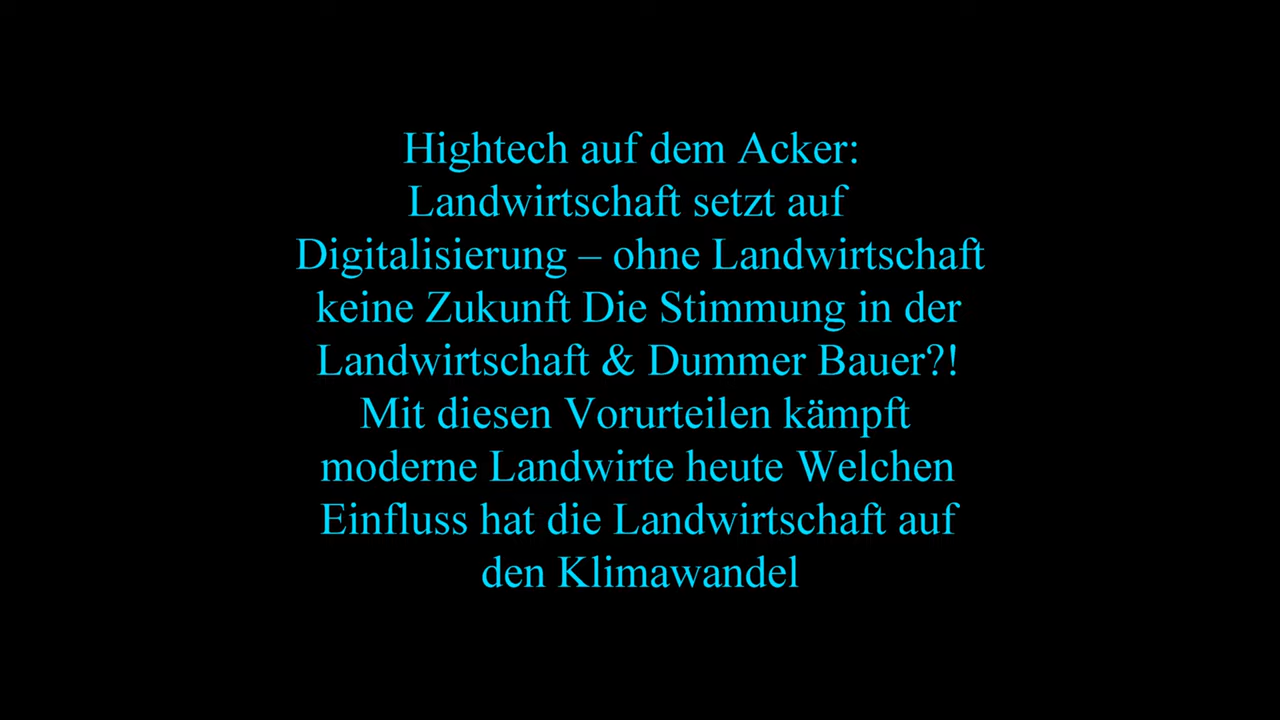 Hightech auf dem Acker:
Landwirtschaft setzt auf
Digitalisierung – ohne Landwirtschaft
keine Zukunft Die Stimmung in der
Landwirtschaft & Dummer Bauer?!
Mit diesen Vorurteilen kämpft
moderne Landwirte heute Welchen
Einfluss hat die Landwirtschaft auf
den Klimawandel